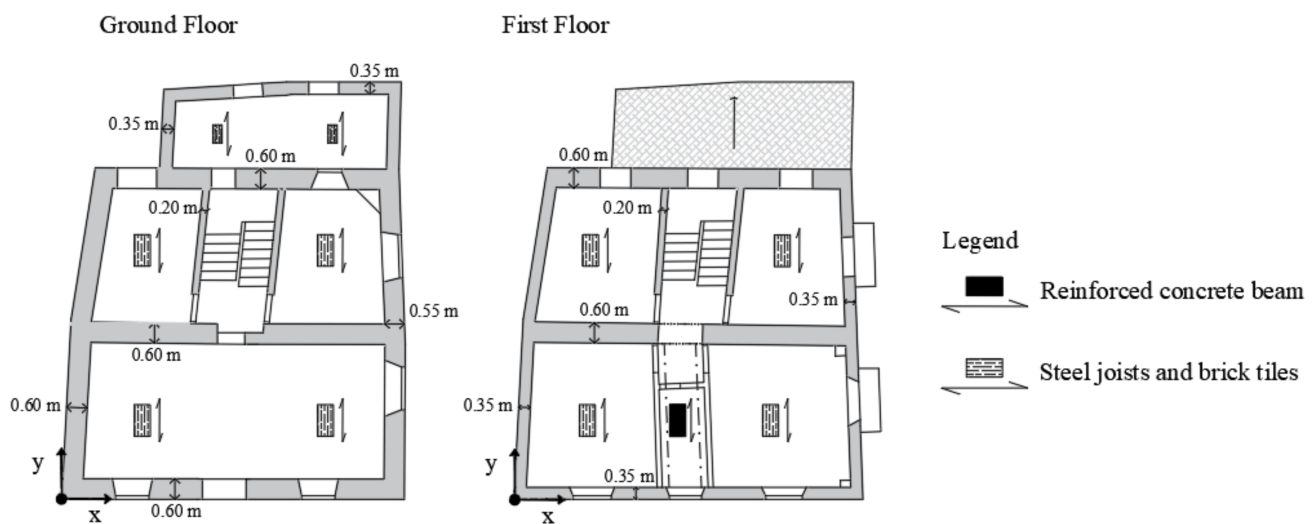 Ground Floor
0.35 m
0.35 m
0.60 m
0.20 m
0.55 m
0.60 m
0.60 m
y
x
0.60 m
First Floor
0.60 m
0.20 m
0.35 m
0.60 m
0.35 m
0.35 m
y
x
Legend
Reinforced concrete beam
Steel joists and brick tiles